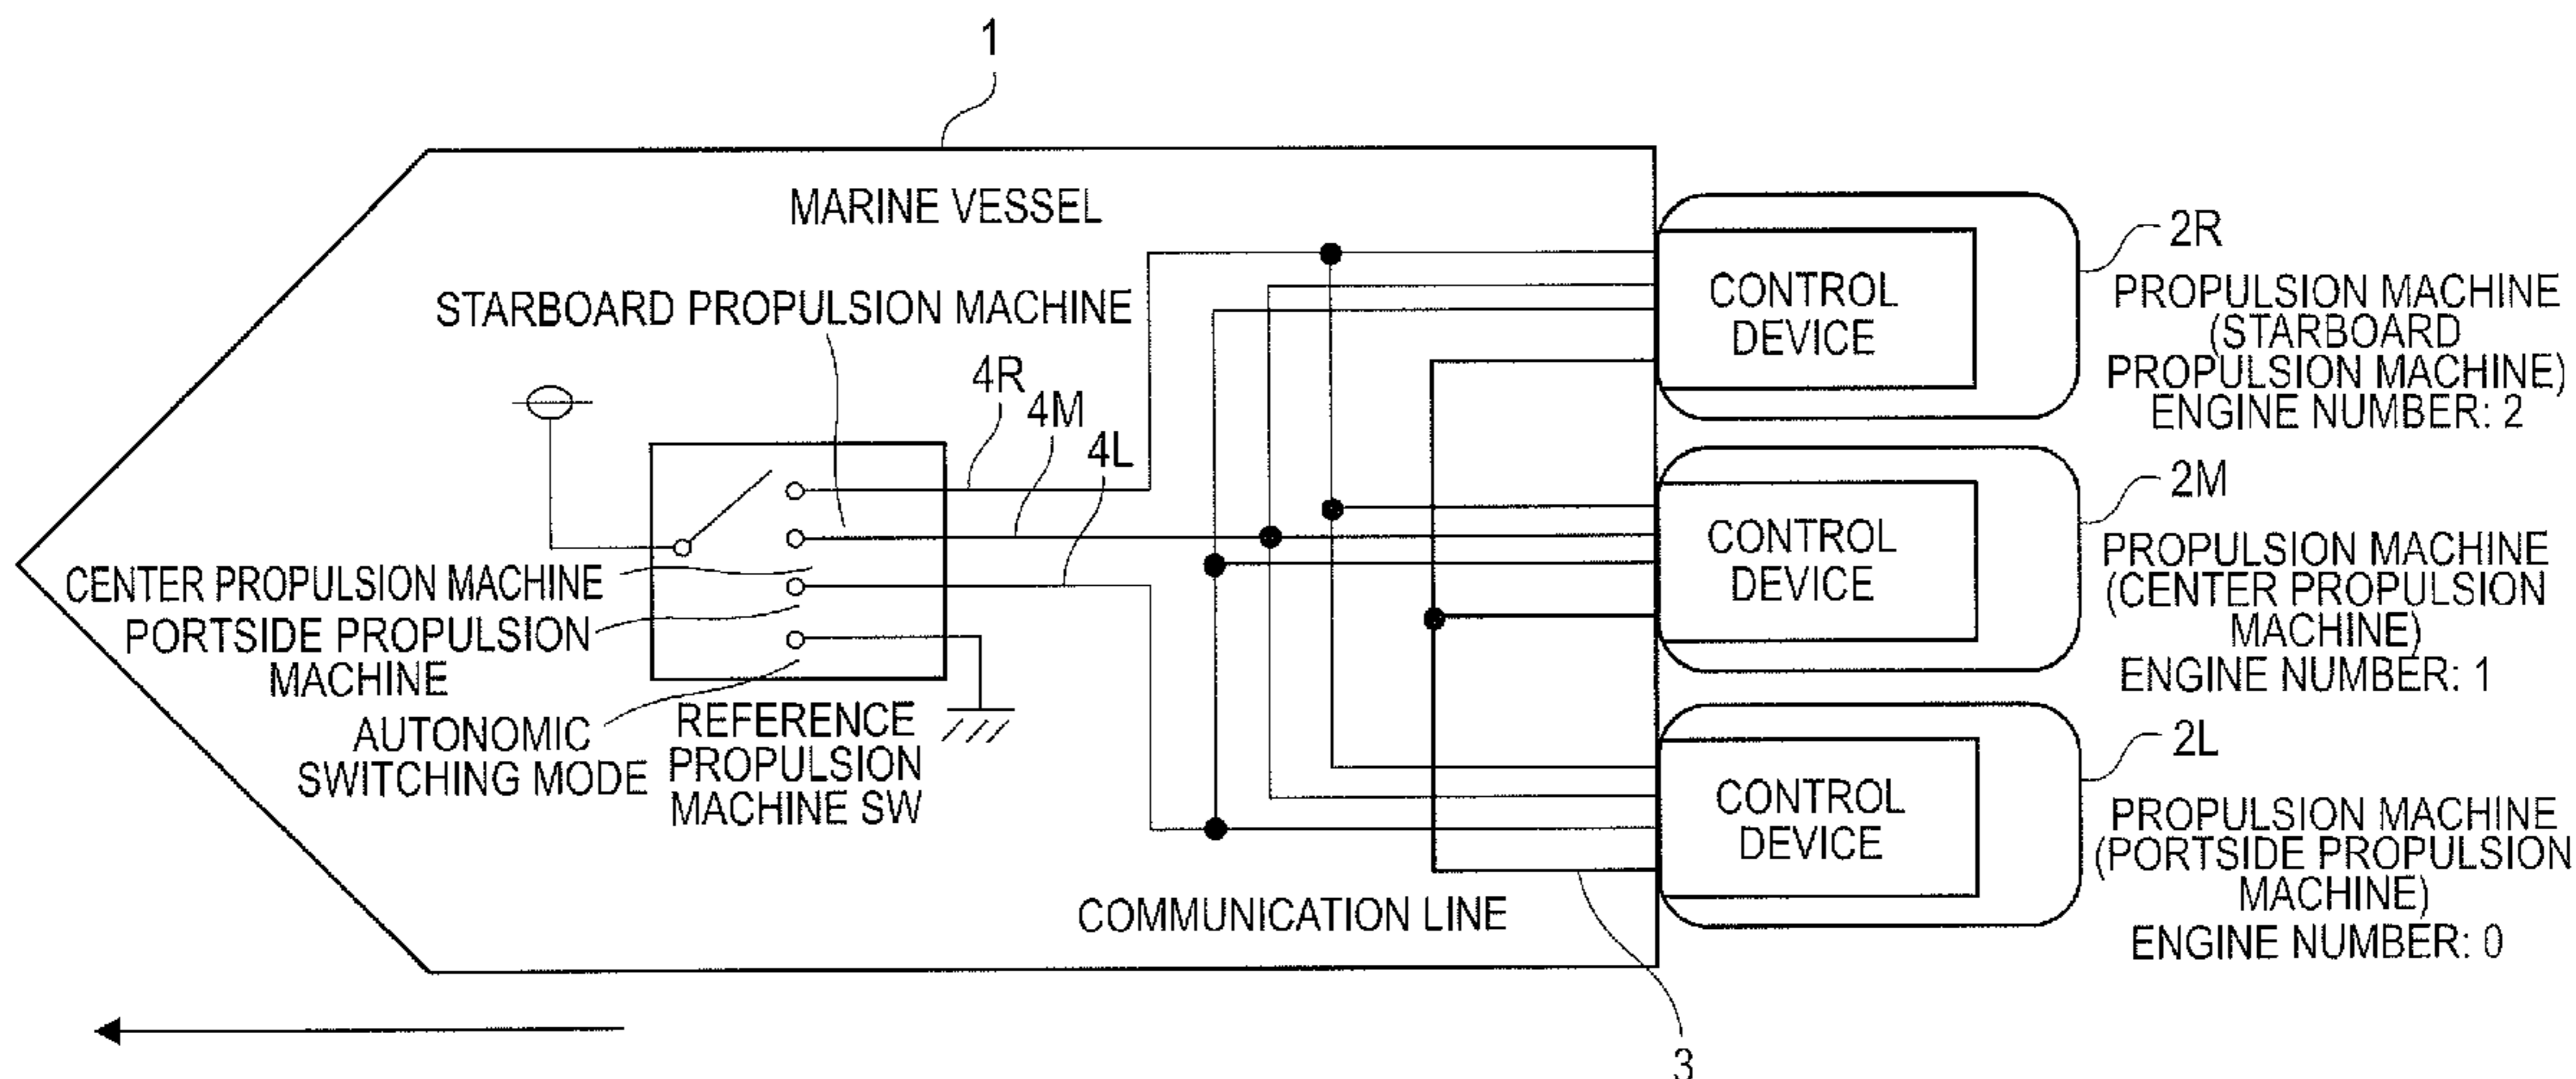 1
MARINE VESSEL
STARBOARD PROPULSION MACHINE
4R
4M
4L
CENTER PROPULSION MACHINE
PORTSIDE PROPULSION
MACHINE
AUTONOMIC
SWITCHING MODE
REFERENCE
PROPULSION
MACHINE SW
COMMUNICATION LINE
3
CONTROL
DEVICE
2R
PROPULSION MACHINE
(STARBOARD
PROPULSION MACHINE)
ENGINE NUMBER: 2
CONTROL
DEVICE
2M
PROPULSION MACHINE
(CENTER PROPULSION
MACHINE)
ENGINE NUMBER: 1
CONTROL
DEVICE
2L
PROPULSION MACHINE
(PORTSIDE PROPULSION
MACHINE)
ENGINE NUMBER: 0